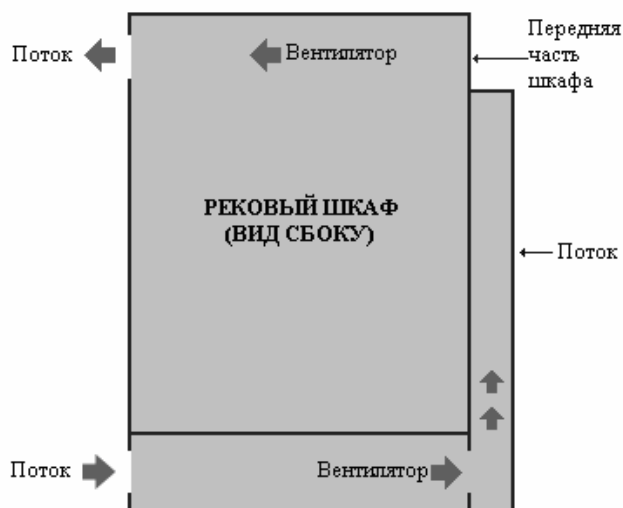 Поток
Вентилятор
Передняя
часть
шкафа
РЕКОВЫЙ ШКАФ
(ВИД СБОКУ)
Поток
Поток
Вентилятор